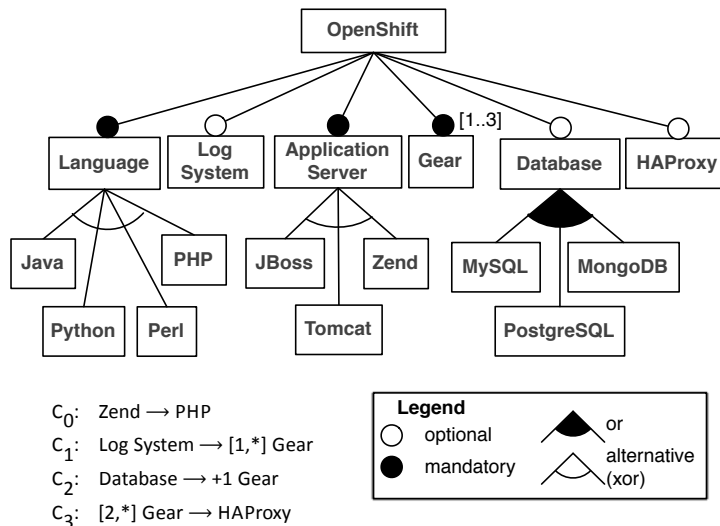 OpenShift
[1..3]
Language
Log
System
Application
Server
Gear
Database
HAProxy
Java
PHP
JBoss
Zend
MySQL
MongoDB
Python
Perl
Tomcat
PostgreSQL
C0: Zend → PHP
C1: Log System → [1,*] Gear
C2: Database → +1 Gear
C3: [2,*] Gear → HAProxy
Legend
optional
mandatory
or
alternative
(xor)